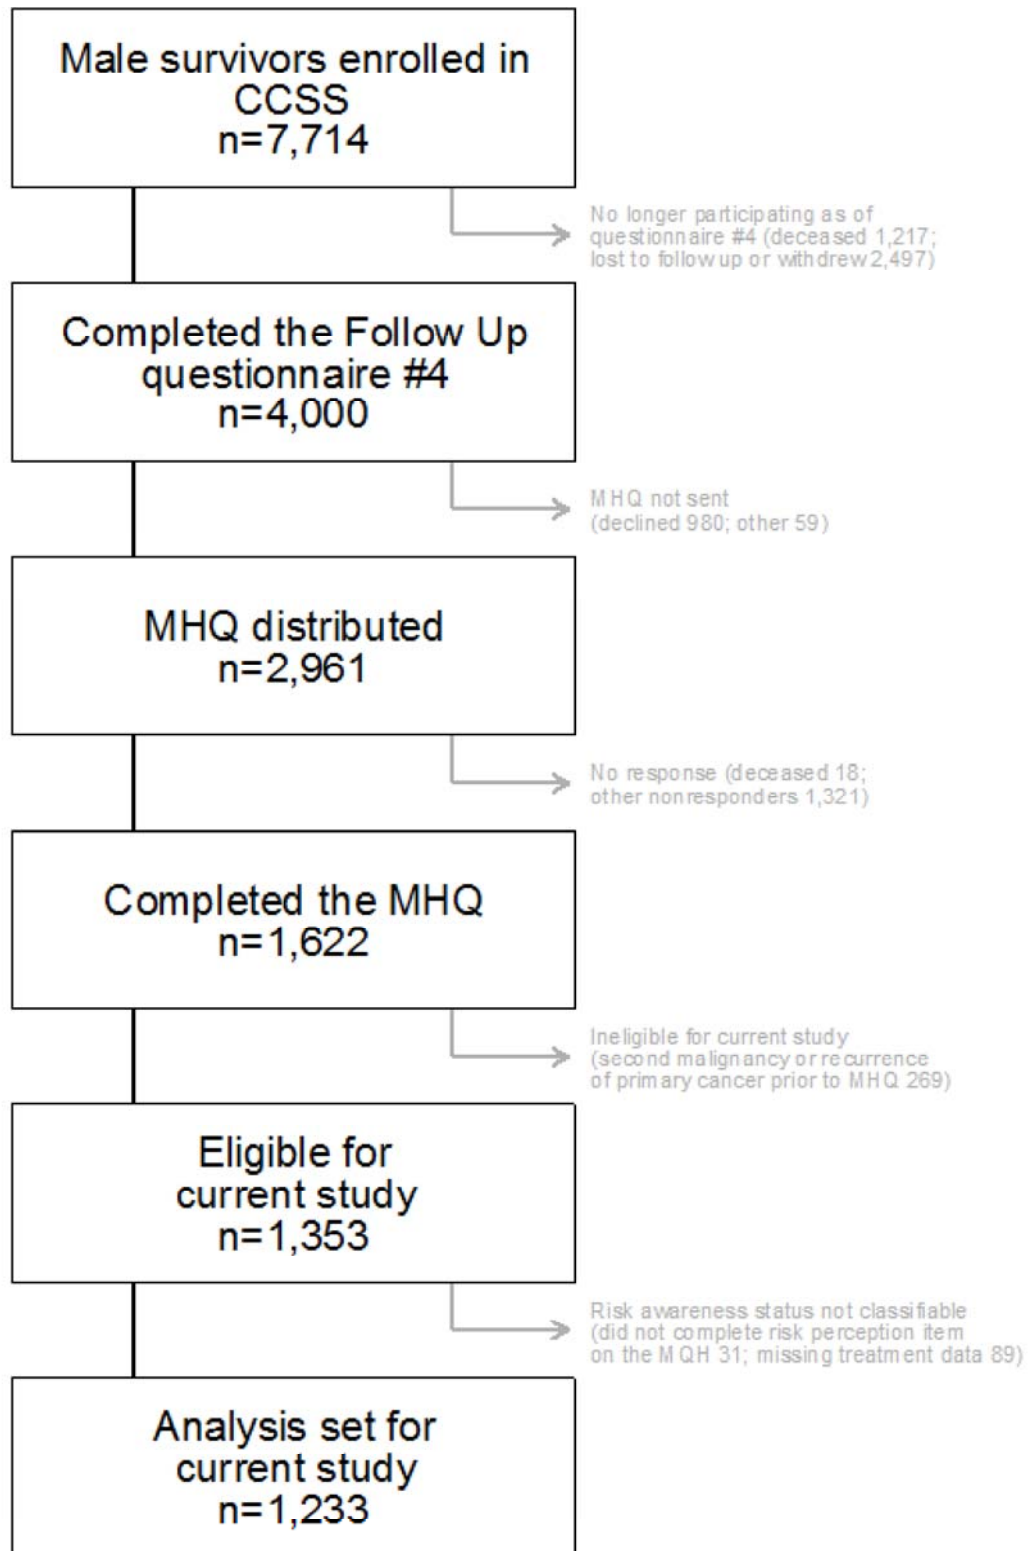 Male survivors enrolled in
CCSS
n=7,714
No longer participating as of
questionnaire #4 (deceased 1,217;
lost to follow up or withdrew 2,497)
Completed the Follow Up
questionnaire #4
n=4,000
MHQ not sent
(declined 980; other 59)
MHQ distributed
n=2,961
No response (deceased 18;
other nonresponders 1,321)
Completed the MHQ
n=1,622
Ineligible for current study
(second malignancy or recurrence
of primary cancer prior to MHQ 269)
Eligible for
current study
n=1,353
Risk awareness status not classifiable
(did not complete risk perception item
on the MQH 31; missing treatment data 89)
Analysis set for
current study
n=1,233